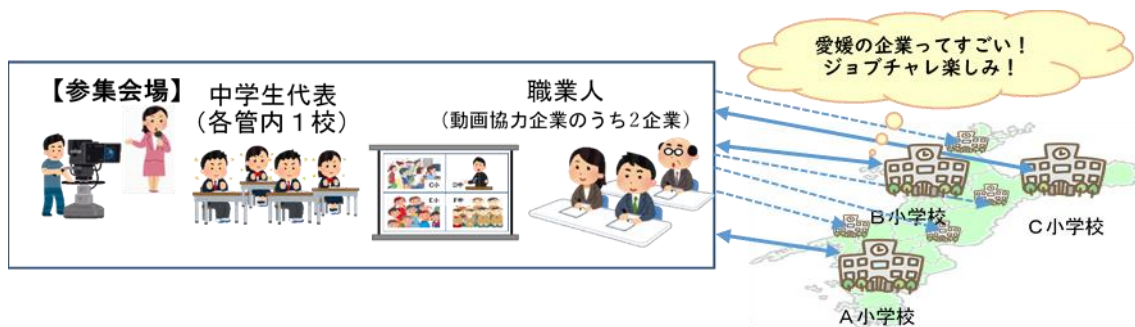 愛媛の企業ってすごい！
ジョブチャレ楽しみ！
【参集会場】
中学生代表
（各管内１校）
職業人
（動画協力企業のうち２企業）
Ｂ小学校
Ｃ小学校
Ａ小学校